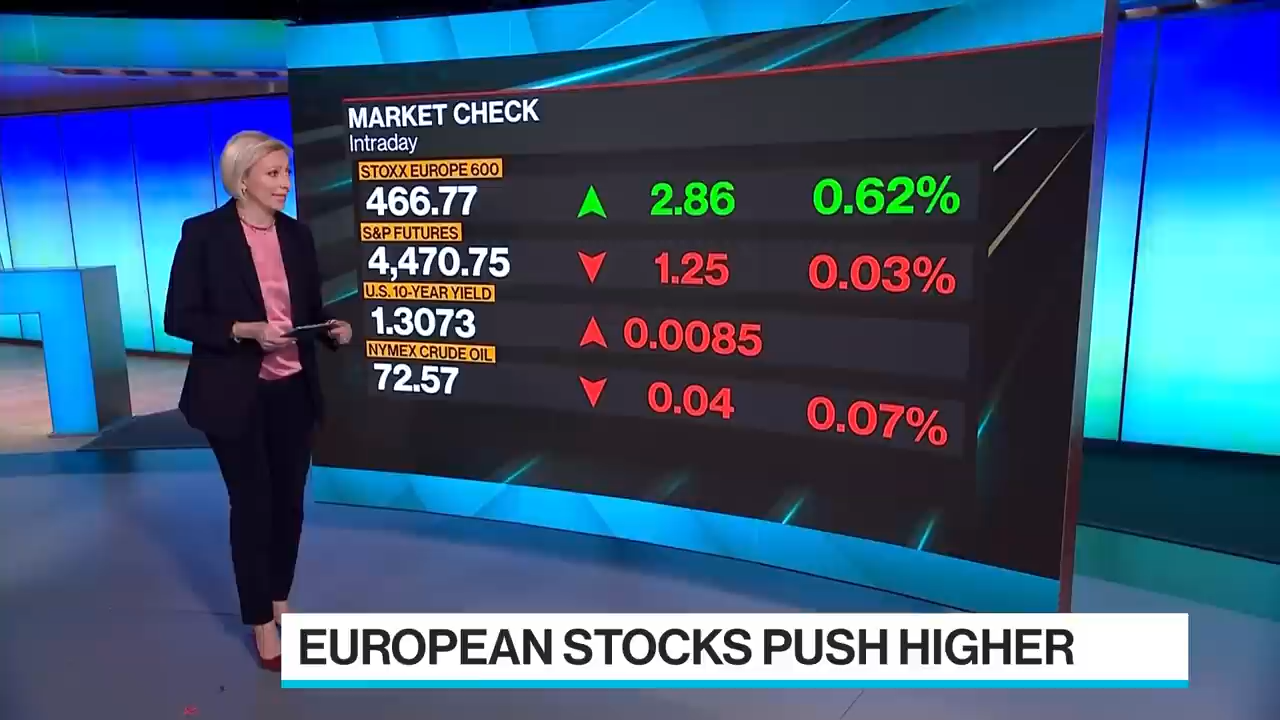 MARKET CHECK
Intraday
STOXX EUROPE 600
466.77 ▲ 2.86 0.62%
S&P FUTURES
4,470.75 ▼ 1.25 0.03%
U.S. 10-YEAR YIELD
1.3073 ▲ 0.0085
NYMEX CRUDE OIL
72.57 ▼ 0.04 0.07%
EUROPEAN STOCKS PUSH HIGHER